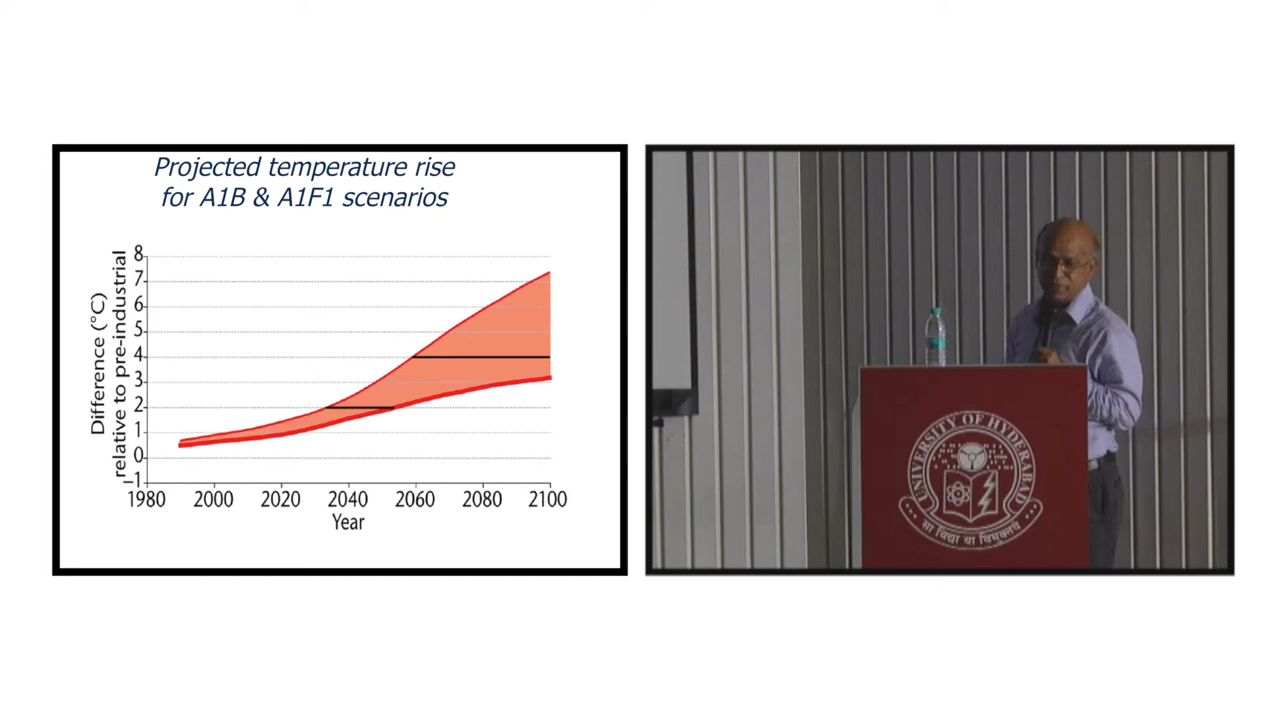 Projected temperature rise
for A1B & A1F1 scenarios
Difference (°C)
relative to pre-industrial
8
7
6
5
4
3
2
1
0
−1
1980 2000 2020 2040 2060 2080 2100
Year
UNIVERSITY OF HYDERABAD
सा विद्या या विमुक्तये